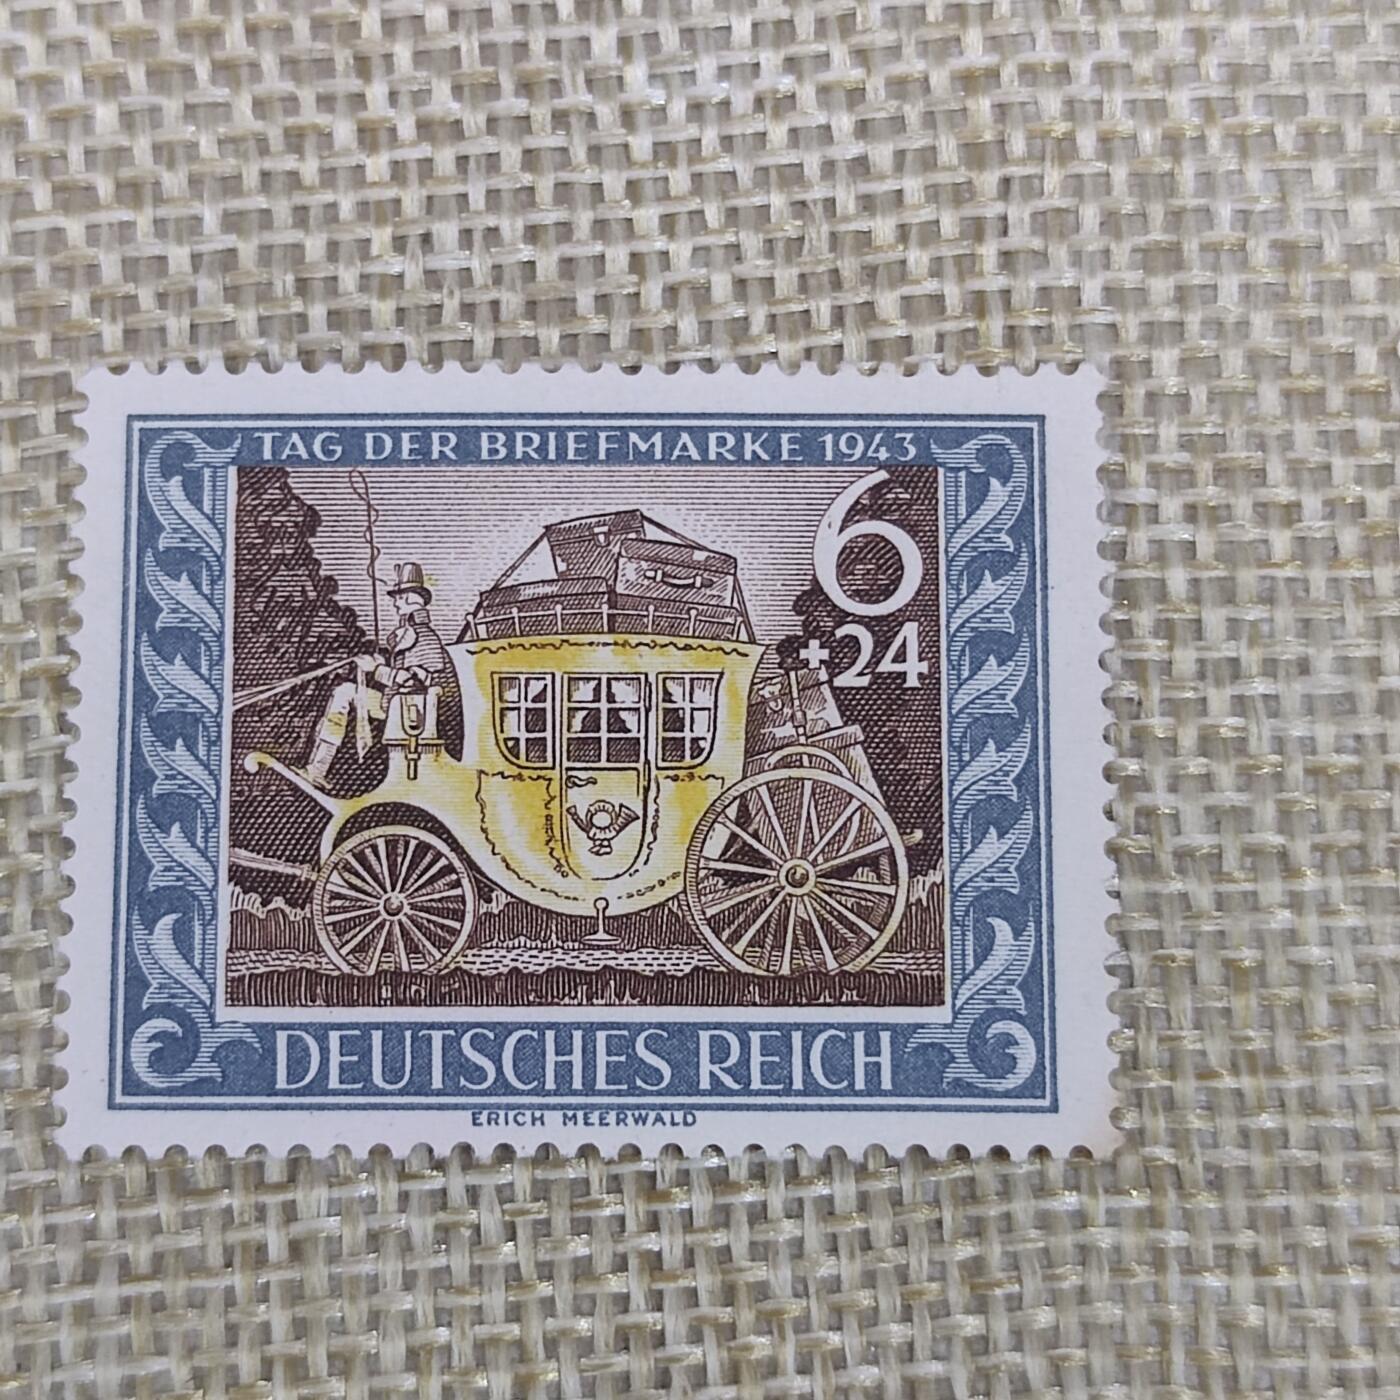 TAG DER BRIEFMARKE 1943
6
+24
DEUTSCHES REICH
ERICH MEERWALD